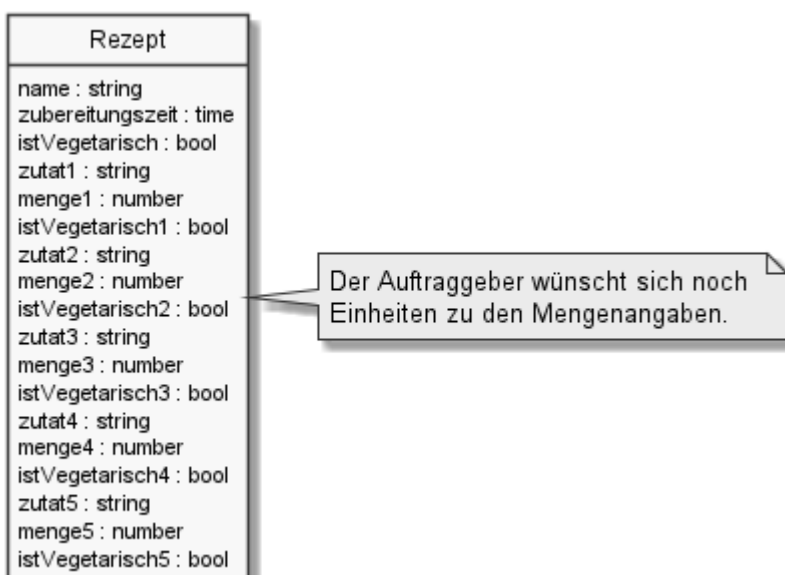 Rezept
name : string
zubereitungszeit : time
istVegetarisch : bool
zutat1 : string
menge1 : number
istVegetarisch1 : bool
zutat2 : string
menge2 : number
istVegetarisch2 : bool
zutat3 : string
menge3 : number
istVegetarisch3 : bool
zutat4 : string
menge4 : number
istVegetarisch4 : bool
zutat5 : string
menge5 : number
istVegetarisch5 : bool
Der Auftraggeber wünscht sich noch
Einheiten zu den Mengenangaben.